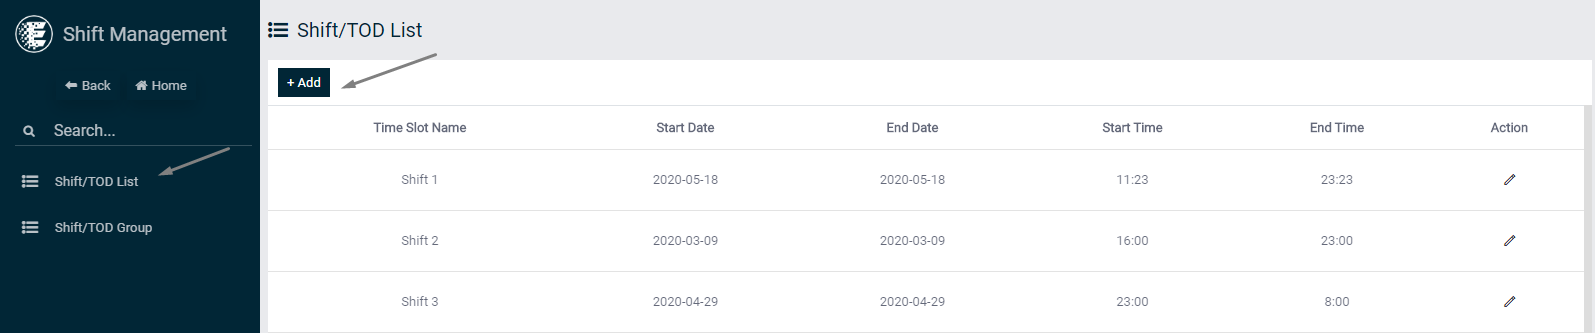 Shift Management
Back Home
Search...
Shift/TOD List
Shift/TOD Group
Shift/TOD List
+ Add
Time Slot Name Start Date End Date Start Time End Time Action
Shift 1 2020-05-18 2020-05-18 11:23 23:23
Shift 2 2020-03-09 2020-03-09 16:00 23:00
Shift 3 2020-04-29 2020-04-29 23:00 8:00